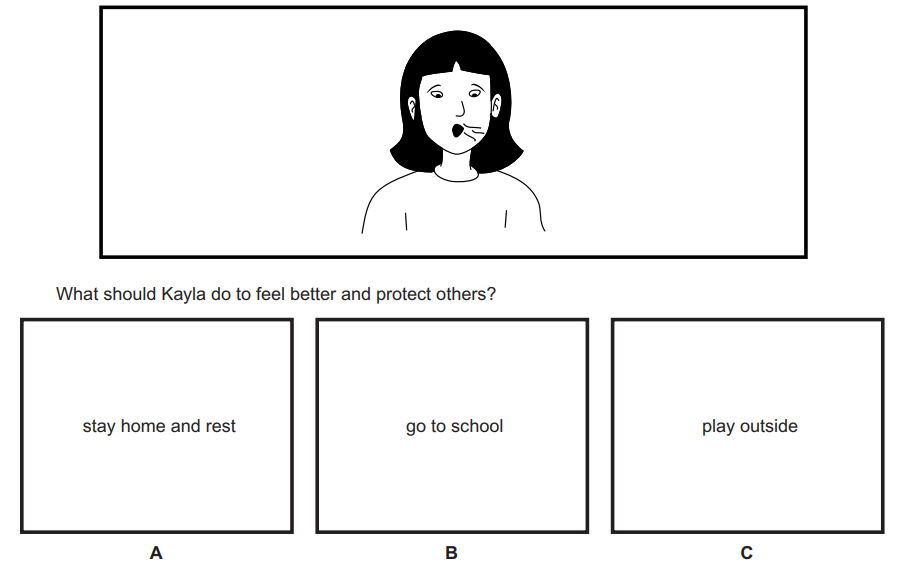 What should Kayla do to feel better and protect others?
stay home and rest
go to school
play outside
A
B
C